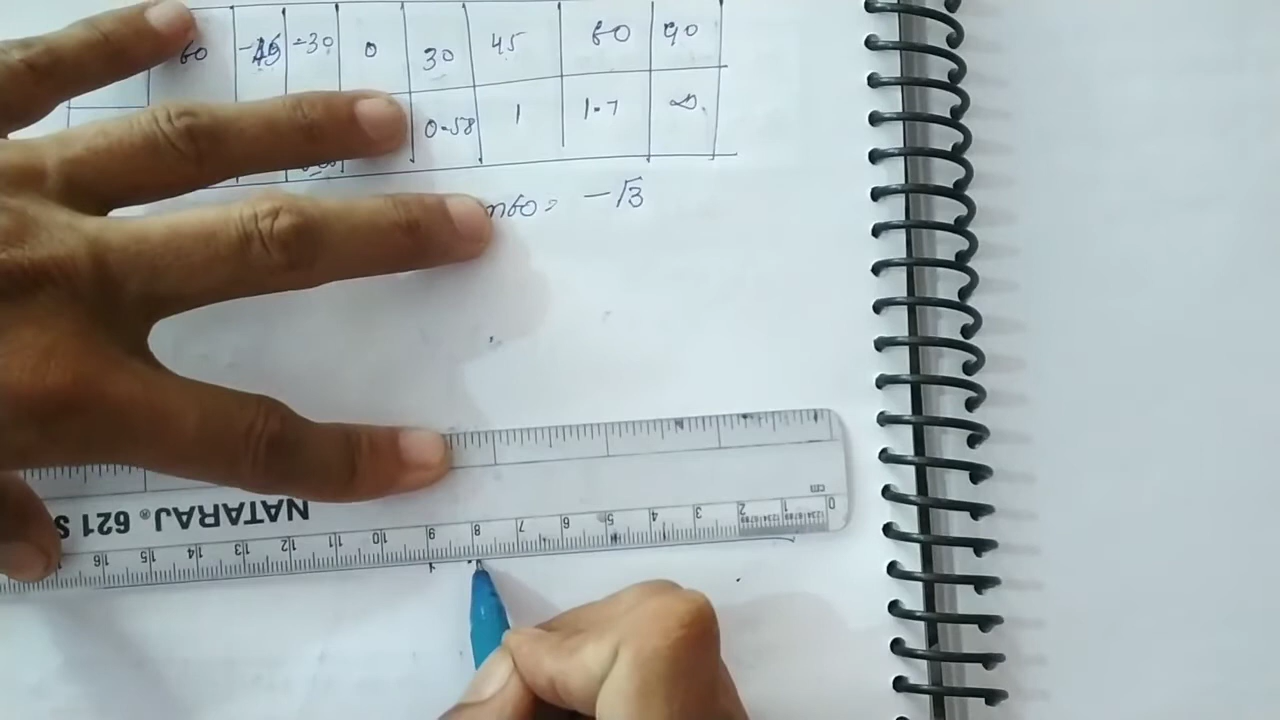 60 -45 -30 0 30 45 60 90
0.58 1 1.7 ∞
n60 = -√3
cm
NATARAJ® 621 S
16 15 14 13 12 11 10 9 8 7 6 5 4 3 2 1 0